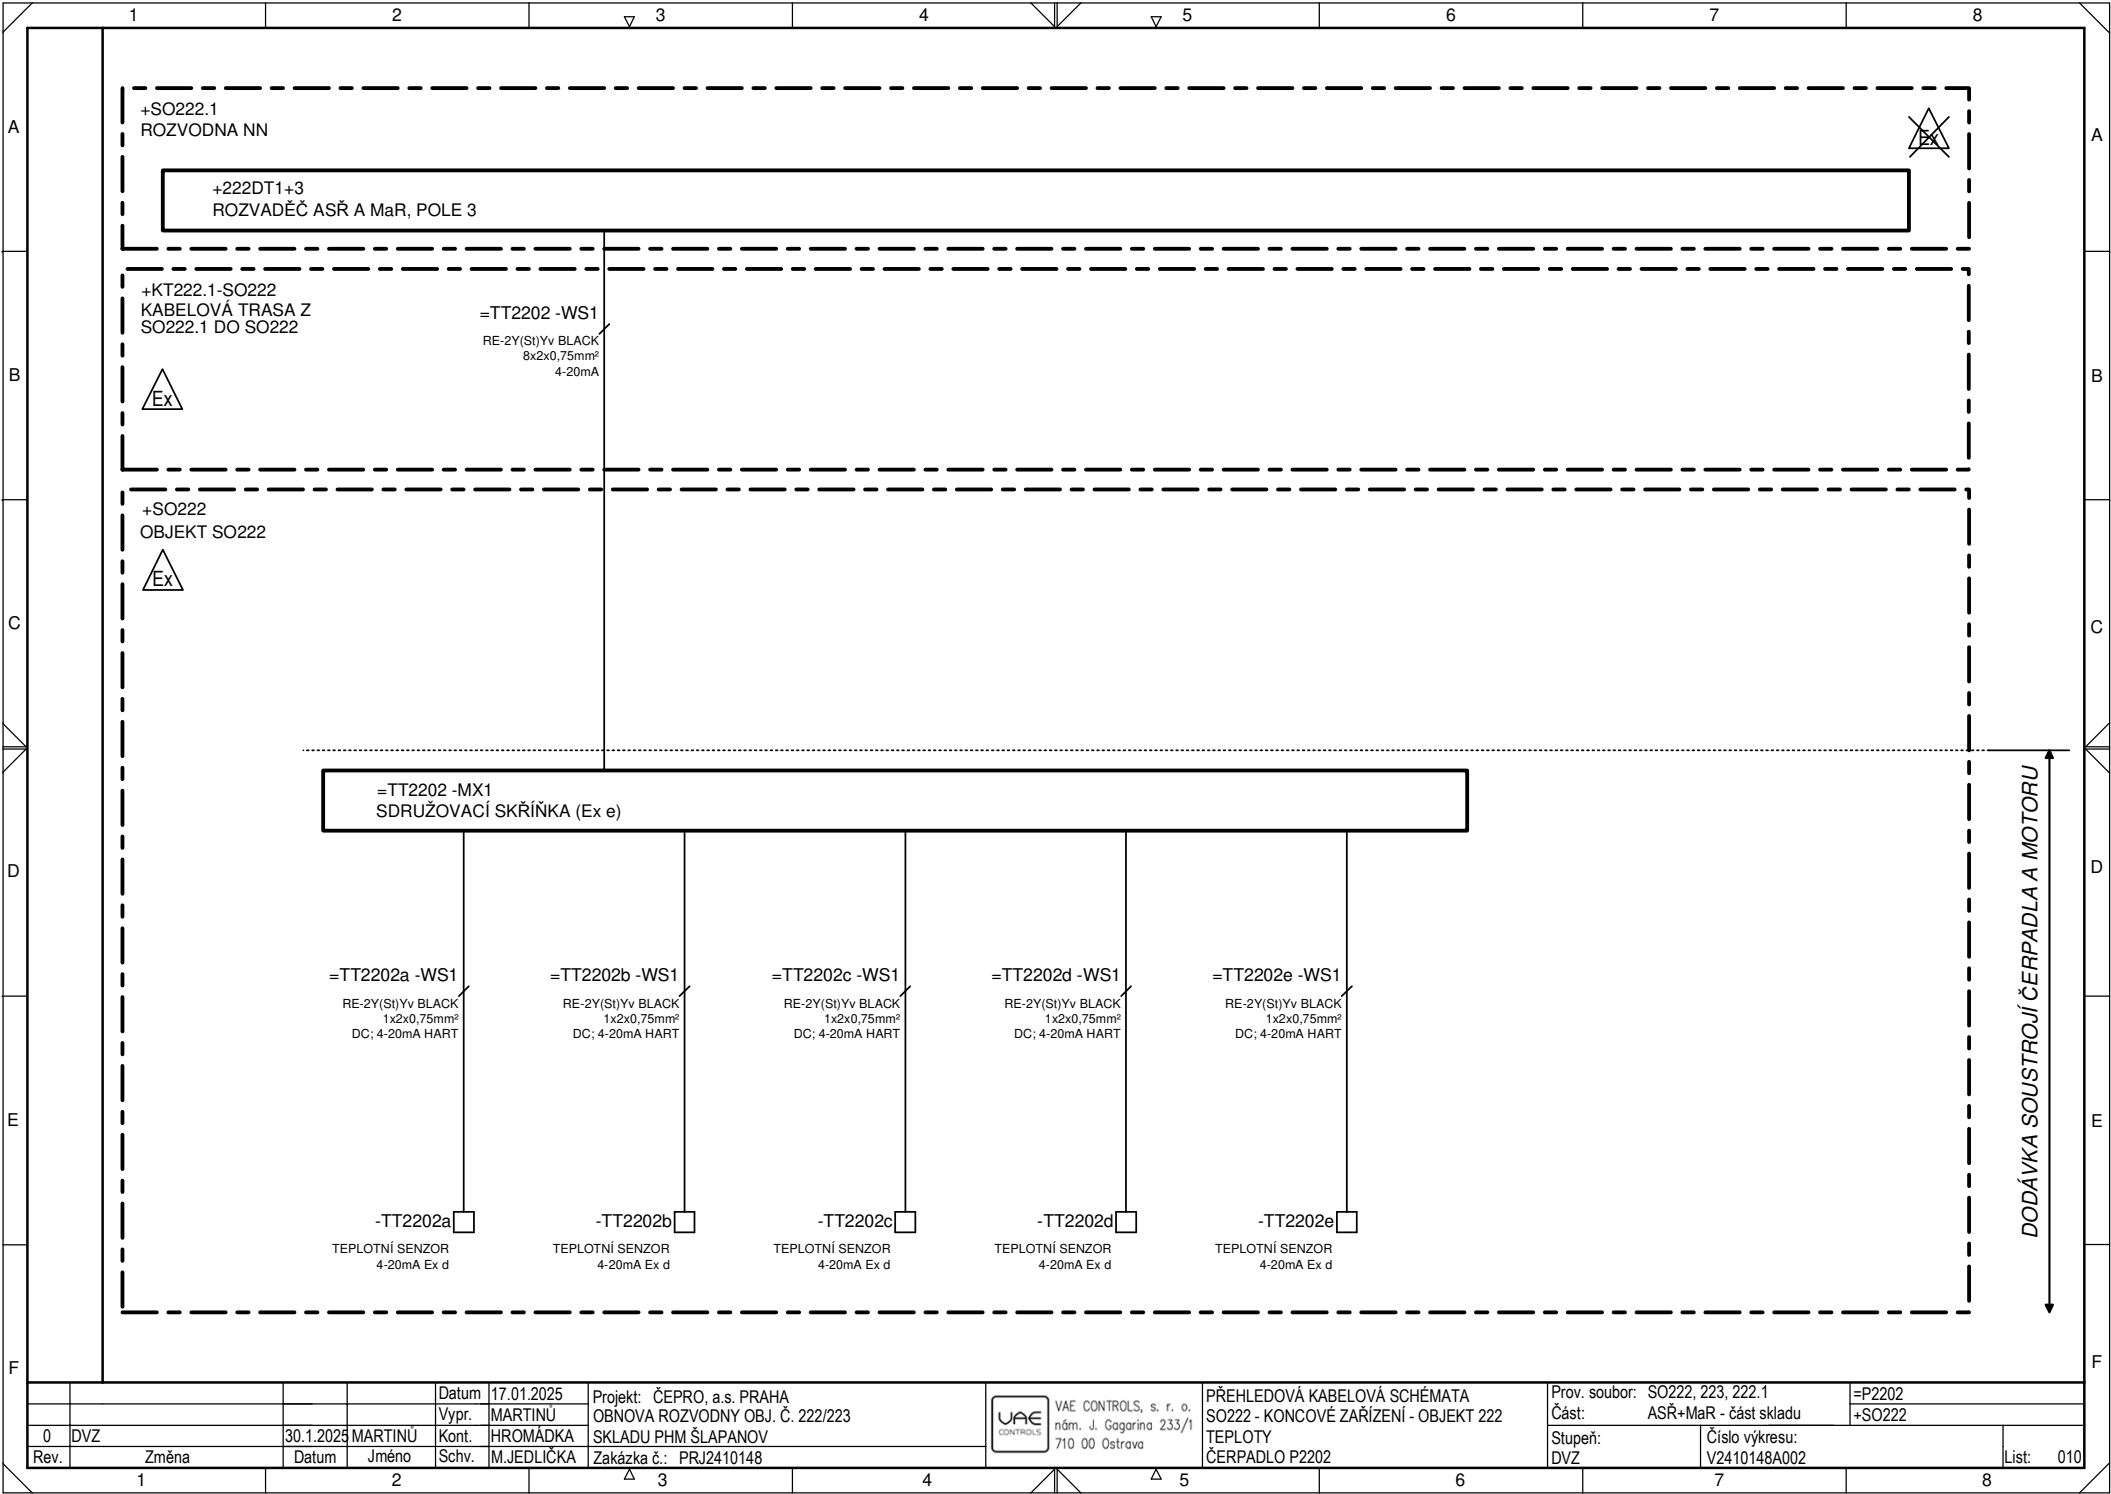 1 2 3 4 5 6 7 8
A
A
+SO222.1
ROZVODNA NN
Ex
+222DT1+3
ROZVADĚČ ASŘ A MaR, POLE 3
+KT222.1-SO222
KABELOVÁ TRASA Z
SO222.1 DO SO222
Ex
=TT2202 -WS1
RE-2Y(St)Yv BLACK
8x2x0,75mm²
4-20mA
B
B
+SO222
OBJEKT SO222
Ex
C
C
=TT2202 -MX1
SDRUŽOVACÍ SKŘÍŇKA (Ex e)
D
D
DODÁVKA SOUSTROJÍ ČERPADLA A MOTORU
=TT2202a -WS1
RE-2Y(St)Yv BLACK
1x2x0,75mm²
DC; 4-20mA HART
=TT2202b -WS1
RE-2Y(St)Yv BLACK
1x2x0,75mm²
DC; 4-20mA HART
=TT2202c -WS1
RE-2Y(St)Yv BLACK
1x2x0,75mm²
DC; 4-20mA HART
=TT2202d -WS1
RE-2Y(St)Yv BLACK
1x2x0,75mm²
DC; 4-20mA HART
=TT2202e -WS1
RE-2Y(St)Yv BLACK
1x2x0,75mm²
DC; 4-20mA HART
E
E
-TT2202a
TEPLOTNÍ SENZOR
4-20mA Ex d
-TT2202b
TEPLOTNÍ SENZOR
4-20mA Ex d
-TT2202c
TEPLOTNÍ SENZOR
4-20mA Ex d
-TT2202d
TEPLOTNÍ SENZOR
4-20mA Ex d
-TT2202e
TEPLOTNÍ SENZOR
4-20mA Ex d
F
F
0 DVZ 30.1.2025 MARTINŮ
Rev. Změna Datum Jméno
Datum 17.01.2025
Vypr. MARTINŮ
Kont. HROMÁDKA
Schv. M.JEDLIČKA
Projekt: ČEPRO, a.s. PRAHA
OBNOVA ROZVODNY OBJ. Č. 222/223
SKLADU PHM ŠLAPANOV
Zakázka č.: PRJ2410148
UAE
CONTROLS
VAE CONTROLS, s. r. o.
nám. J. Gagarina 233/1
710 00 Ostrava
PŘEHLEDOVÁ KABELOVÁ SCHÉMATA
SO222 - KONCOVÉ ZAŘÍZENÍ - OBJEKT 222
TEPLOTY
ČERPADLO P2202
Prov. soubor: SO222, 223, 222.1
Část: ASŘ+MaR - část skladu
Stupeň:
DVZ
Číslo výkresu:
V2410148A002
=P2202
+SO222
List: 010
1 2 3 4 5 6 7 8